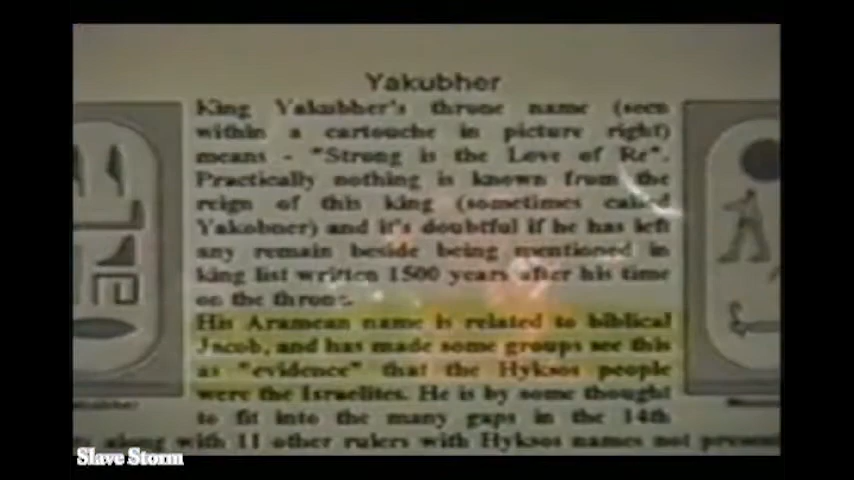 Yakubher
King Yakubher's throne name (seen
within a cartouche in picture right)
means - "Strong is the Love of Re".
Practically nothing is known from the
reign of this king (sometimes called
Yakobner) and it's doubtful if he has left
any remain beside being mentioned in
king list written 1500 years after his time
on the throne.
His Aramean name is related to biblical
Jacob, and has made some groups see this
as "evidence" that the Hyksos people
were the Israelites. He is by some thought
to fit into the many gaps in the 14th
along with 11 other rulers with Hyksos names not present
Slave Storm